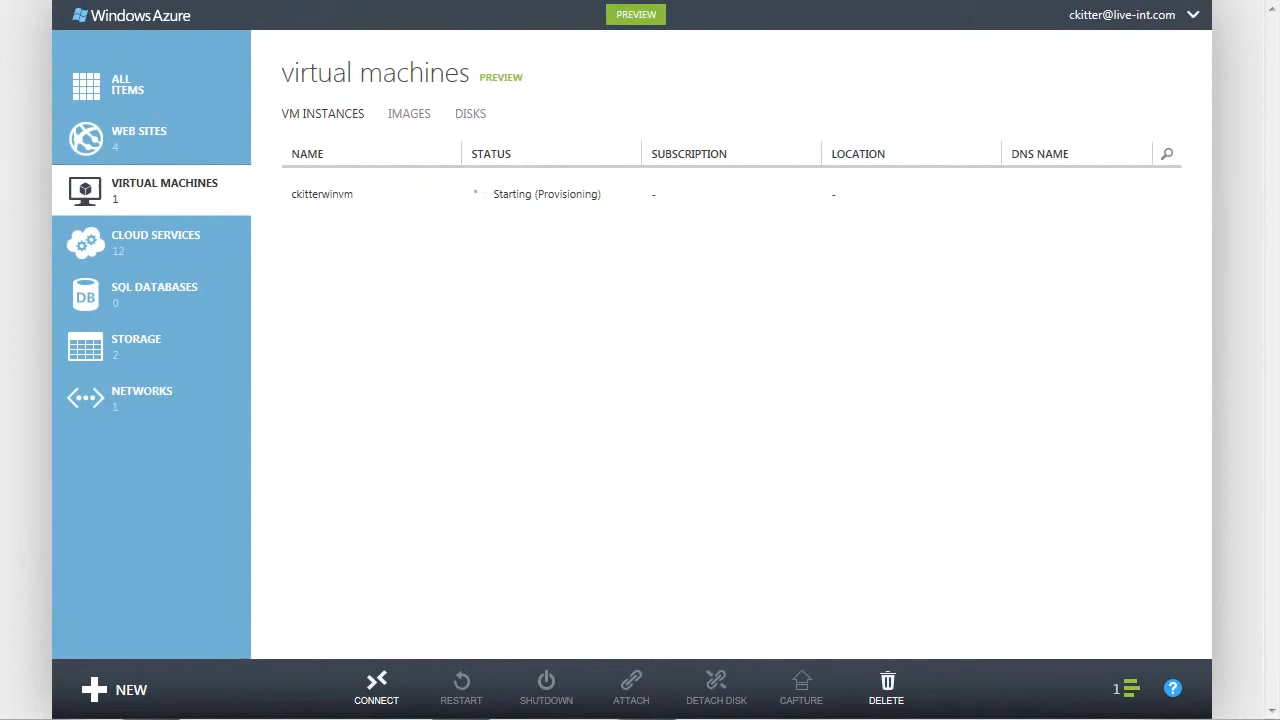 Windows Azure
PREVIEW
ckitter@live-int.com
ALL ITEMS
WEB SITES
4
VIRTUAL MACHINES
1
CLOUD SERVICES
12
SQL DATABASES
0
DB
STORAGE
2
NETWORKS
1
virtual machines PREVIEW
VM INSTANCES IMAGES DISKS
NAME STATUS SUBSCRIPTION LOCATION DNS NAME
ckitterwinvm Starting (Provisioning) - -
NEW
CONNECT RESTART SHUTDOWN ATTACH DETACH DISK CAPTURE DELETE
1 ?